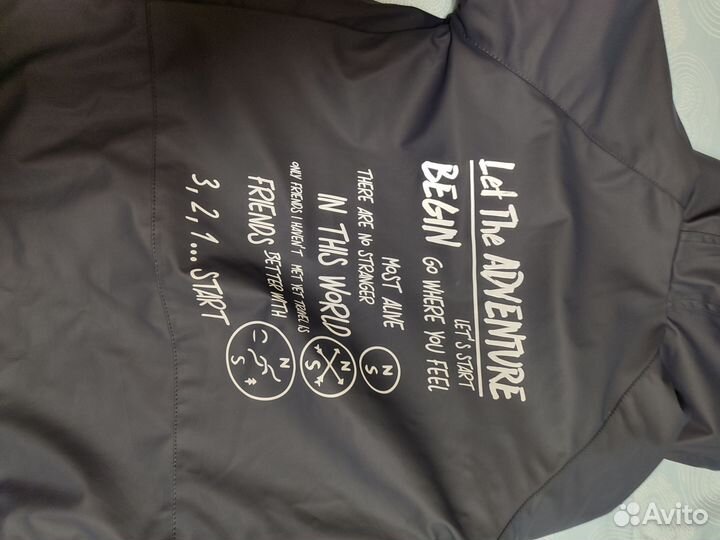 Let The ADVENTURE
LET'S START
BEGIN GO WHERE YOU FEEL
MOST ALIVE
THERE ARE NO STRANGER
IN THIS WORLD
ONLY FRIENDS I HAVEN'T MET YET TRAVEL IS
FRIENDS BETTER WITH
3, 2, 1... START
N S
N S
N S
Avito